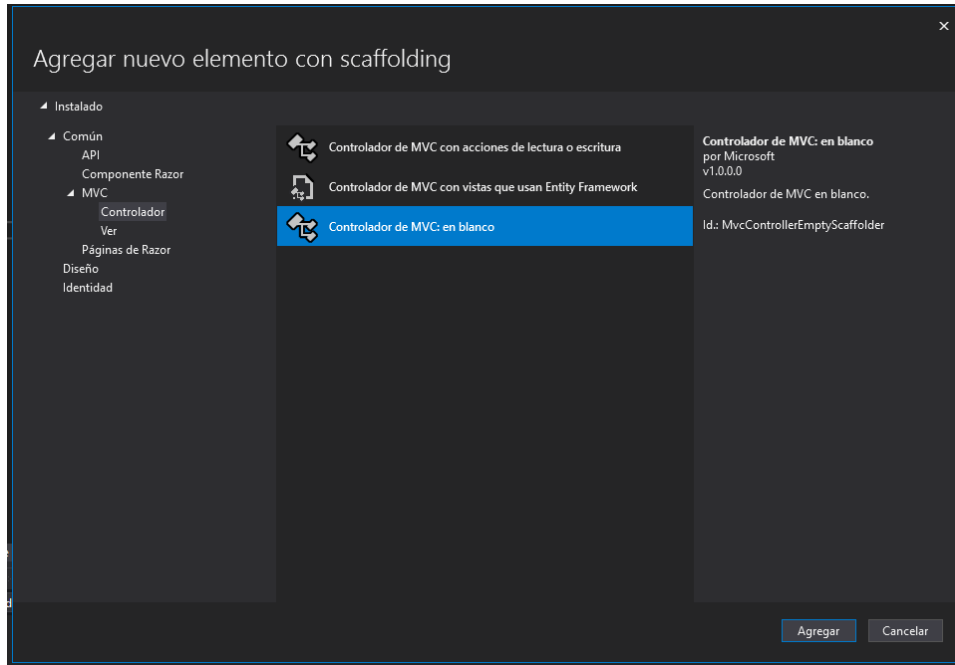 Agregar nuevo elemento con scaffolding
Instalado
Común
API
Componente Razor
MVC
Controlador
Ver
Páginas de Razor
Diseño
Identidad
Controlador de MVC con acciones de lectura o escritura
Controlador de MVC con vistas que usan Entity Framework
Controlador de MVC: en blanco
Controlador de MVC: en blanco
por Microsoft
v1.0.0.0
Controlador de MVC en blanco.
Id.: MvcControllerEmptyScaffolder
Agregar
Cancelar